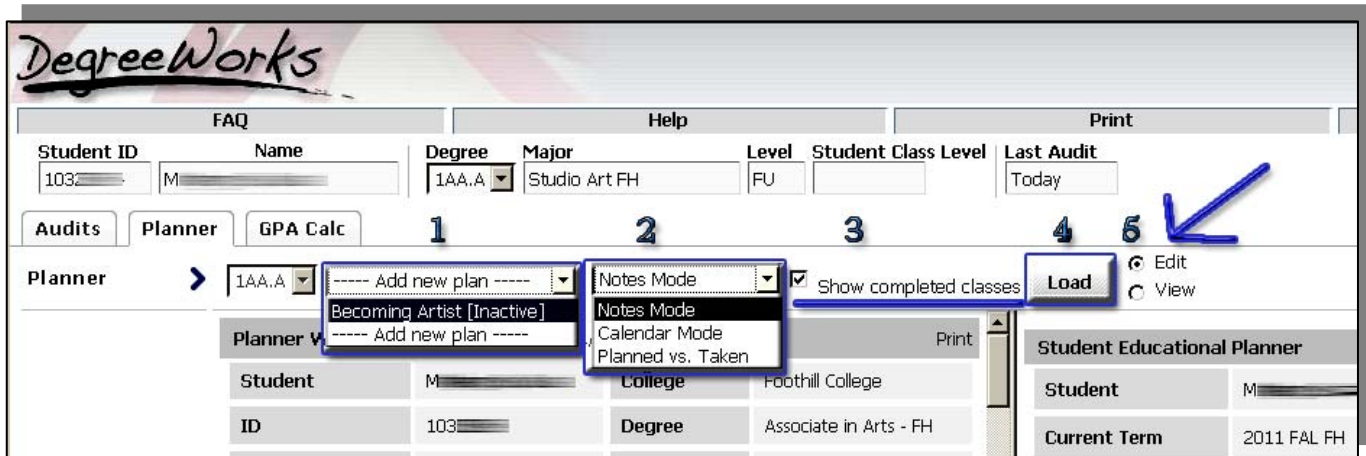 DegreeWorks
FAQ Help Print
Student ID Name Degree Major Level Student Class Level Last Audit
103 M 1AA.A Studio Art FH FU Today
Audits Planner GPA Calc 1 2 3 4 5
Planner 1AA.A ----- Add new plan ----- Notes Mode Show completed classes Load Edit
View
Becoming Artist [Inactive] Notes Mode
----- Add new plan ----- Calendar Mode
Planned vs. Taken
Planner Print Student Educational Planner
Student M College Foothill College Student M
ID 103 Degree Associate in Arts - FH Current Term 2011 FAL FH